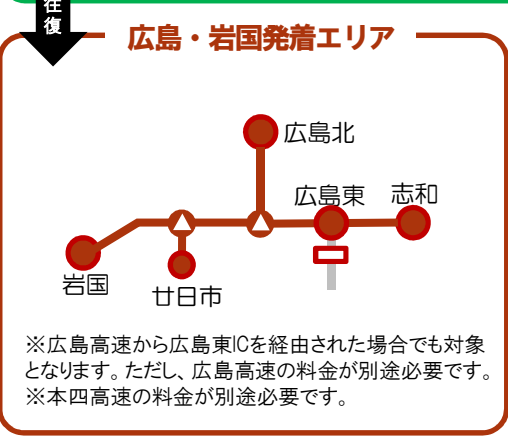 往復
広島・岩国発着エリア
広島北
広島東
志和
岩国
廿日市
※広島高速から広島東ICを経由された場合でも対象
となります。ただし、広島高速の料金が別途必要です。
※本四高速の料金が別途必要です。